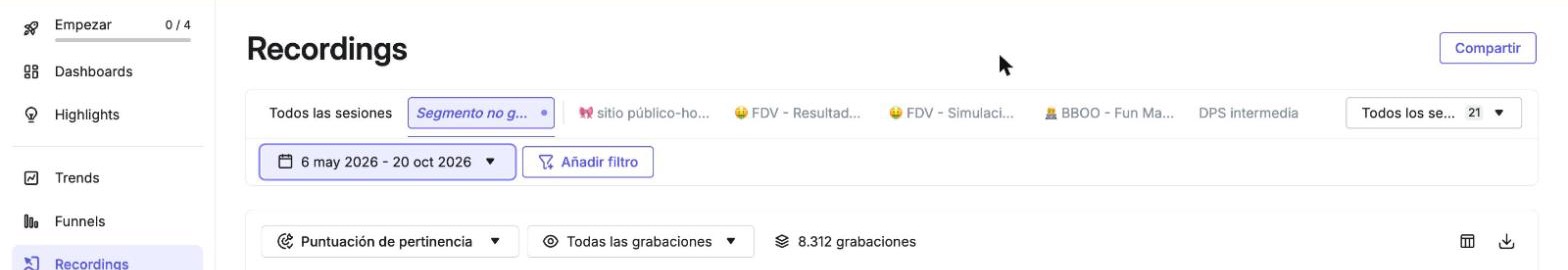 Empezar 0 / 4
Dashboards
Highlights
Trends
Funnels
Recordings
Recordings
Compartir
Todos las sesiones Segmento no g... sitio público-ho... FDV - Resultad... FDV - Simulaci... BBOO - Fun Ma... DPS intermedia Todos los se... 21
6 may 2026 - 20 oct 2026 Añadir filtro
Puntuación de pertinencia Todas las grabaciones 8.312 grabaciones